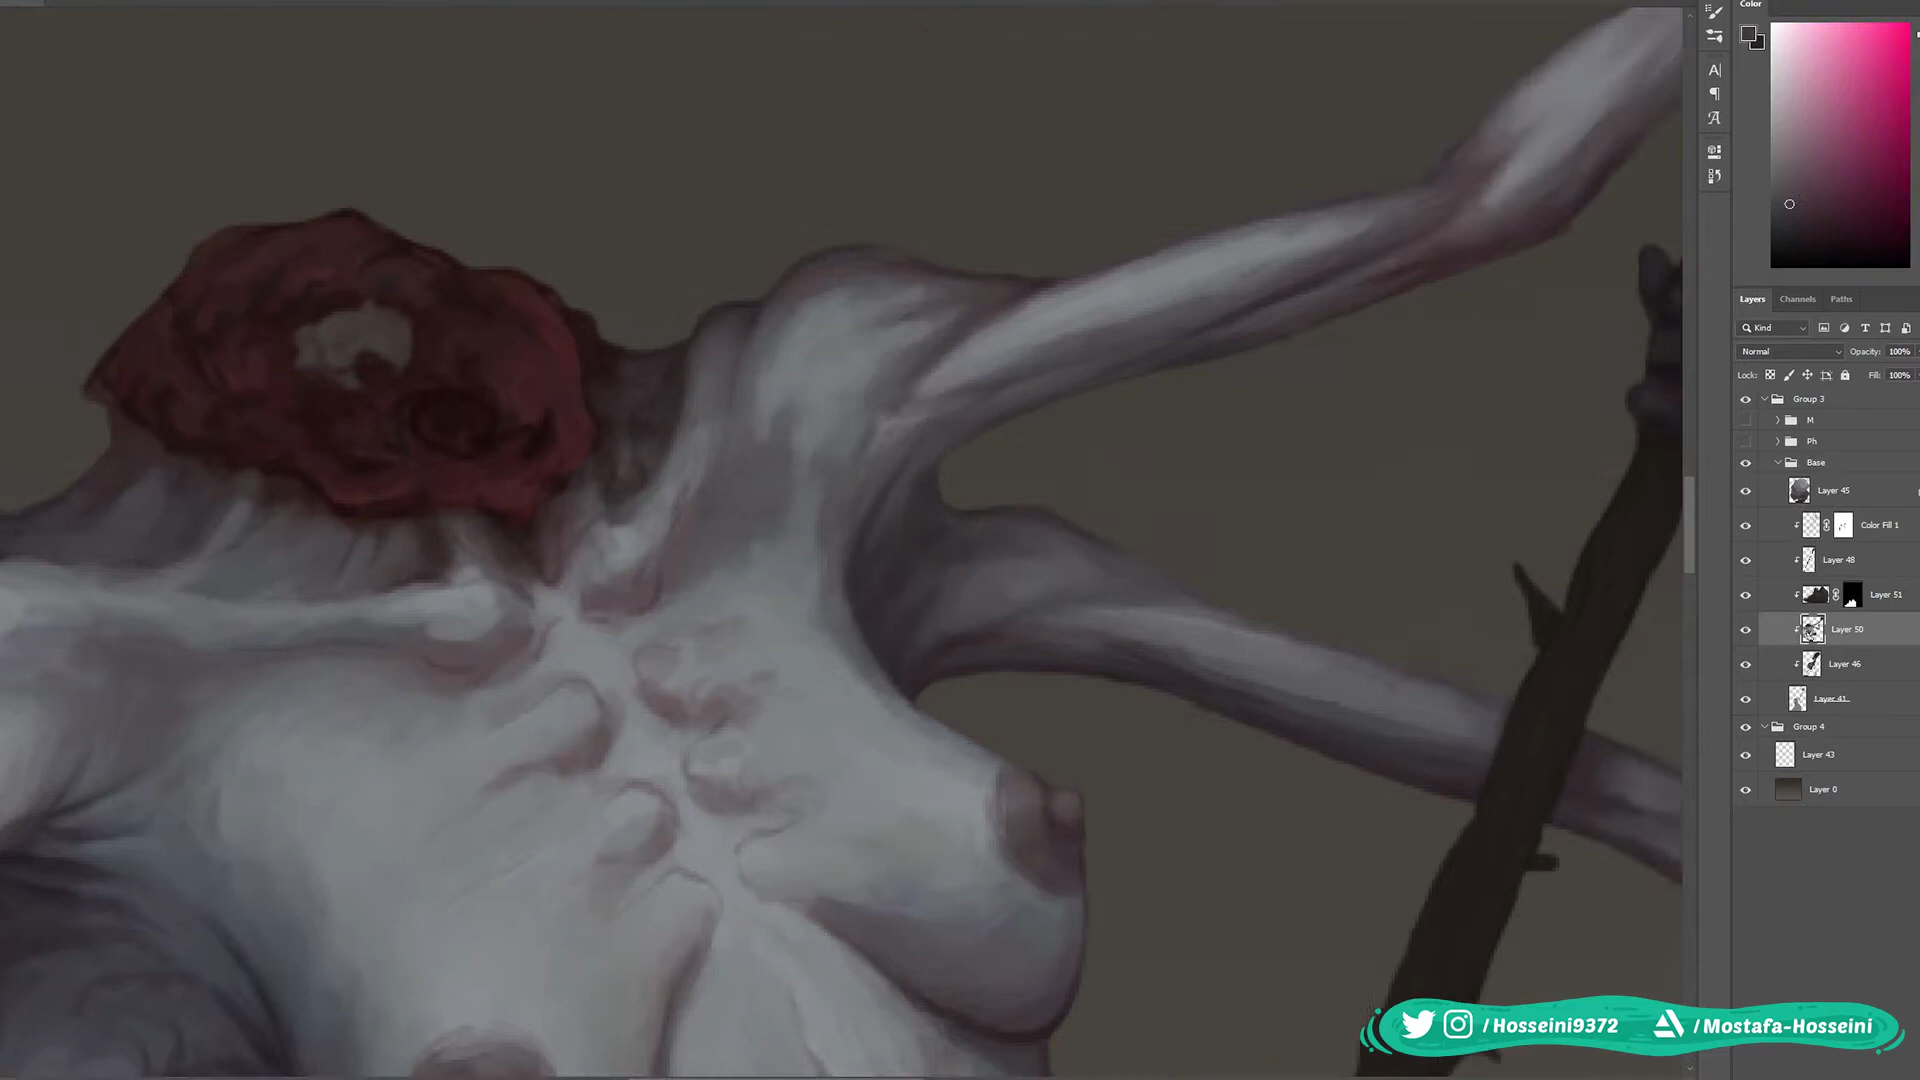 Color
Layers Channels Paths
Kind
Normal Opacity: 100%
Lock: Fill: 100%
Group 3
M
Ph
Base
Layer 45
Color Fill 1
Layer 48
Layer 51
Layer 50
Layer 46
Layer 41
Group 4
Layer 43
Layer 0
/Hosseini9372 /Mostafa-Hosseini